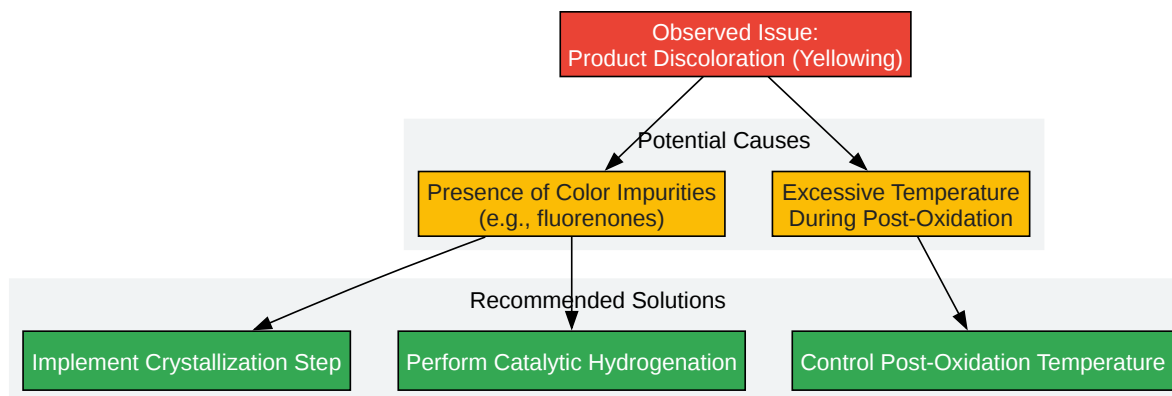 Observed Issue:
Product Discoloration (Yellowing)
Potential Causes
Presence of Color Impurities
(e.g., fluorenones)
Excessive Temperature
During Post-Oxidation
Recommended Solutions
Implement Crystallization Step
Perform Catalytic Hydrogenation
Control Post-Oxidation Temperature